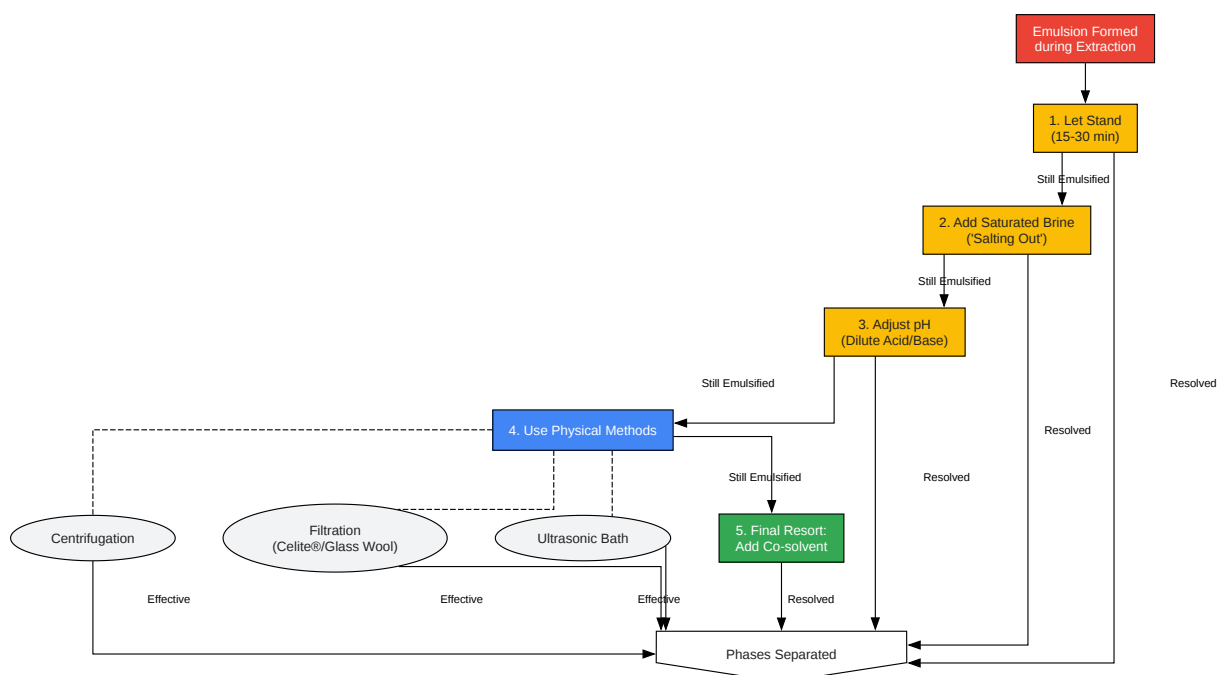 Emulsion Formed
during Extraction
1. Let Stand
(15-30 min)
Still Emulsified
2. Add Saturated Brine
('Salting Out')
Still Emulsified
3. Adjust pH
(Dilute Acid/Base)
Still Emulsified
Resolved
4. Use Physical Methods
Resolved
Still Emulsified
Resolved
Centrifugation
Filtration
(Celite®/Glass Wool)
Ultrasonic Bath
5. Final Resort:
Add Co-solvent
Effective
Effective
Effective
Resolved
Phases Separated